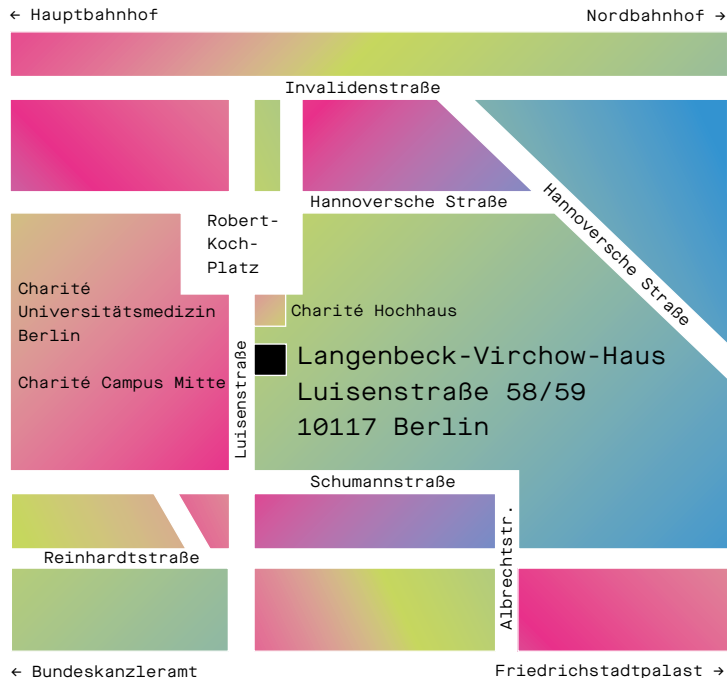 ← Hauptbahnhof
Nordbahnhof →
Invalidenstraße
Hannoversche Straße
Hannoversche Straße
Robert-
Koch-
Platz
Charité
Universitätsmedizin
Berlin
Charité Campus Mitte
Luisenstraße
Charité Hochhaus
Langenbeck-Virchow-Haus
Luisenstraße 58/59
10117 Berlin
Schumannstraße
Albrechtstr.
Reinhardtstraße
← Bundeskanzleramt
Friedrichstadtpalast →